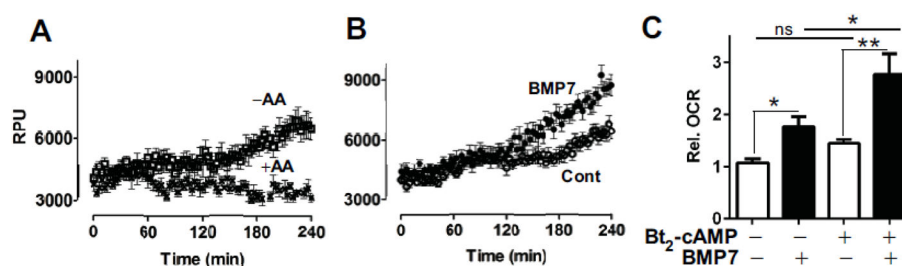 A
B
C
ns
*
**
*
9000
6000
3000
RPU
−AA
+AA
0
60
120
180
240
Time (min)
9000
6000
3000
BMP7
Cont
0
60
120
180
240
Time (min)
3
2
1
0
Rel. OCR
Bt2-cAMP − − + +
BMP7 − + − +